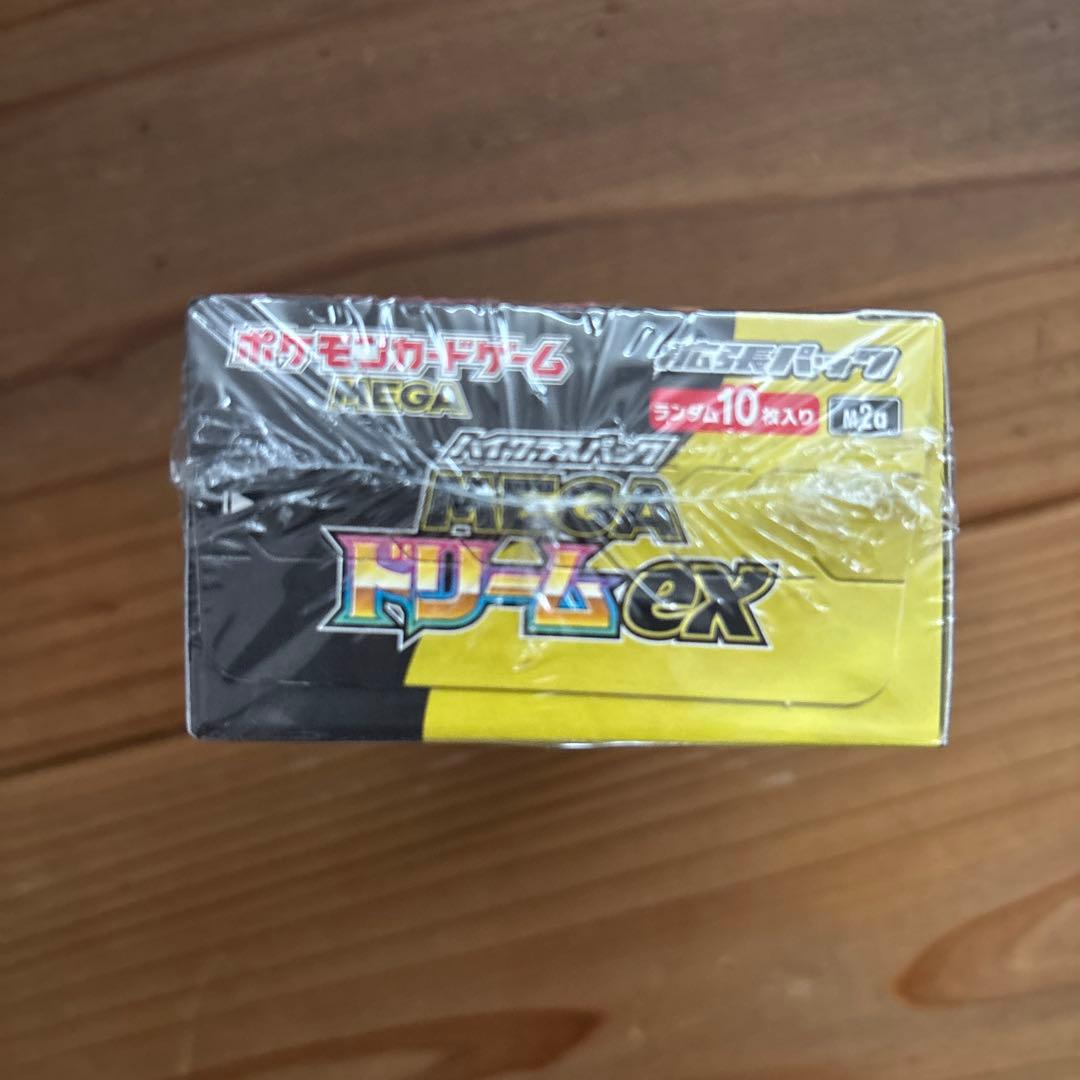 ポケモンカードゲーム
MEGA
拡張パック
ランダム10枚入り
M2a
ハイクラスパック
MEGA
ドリームex